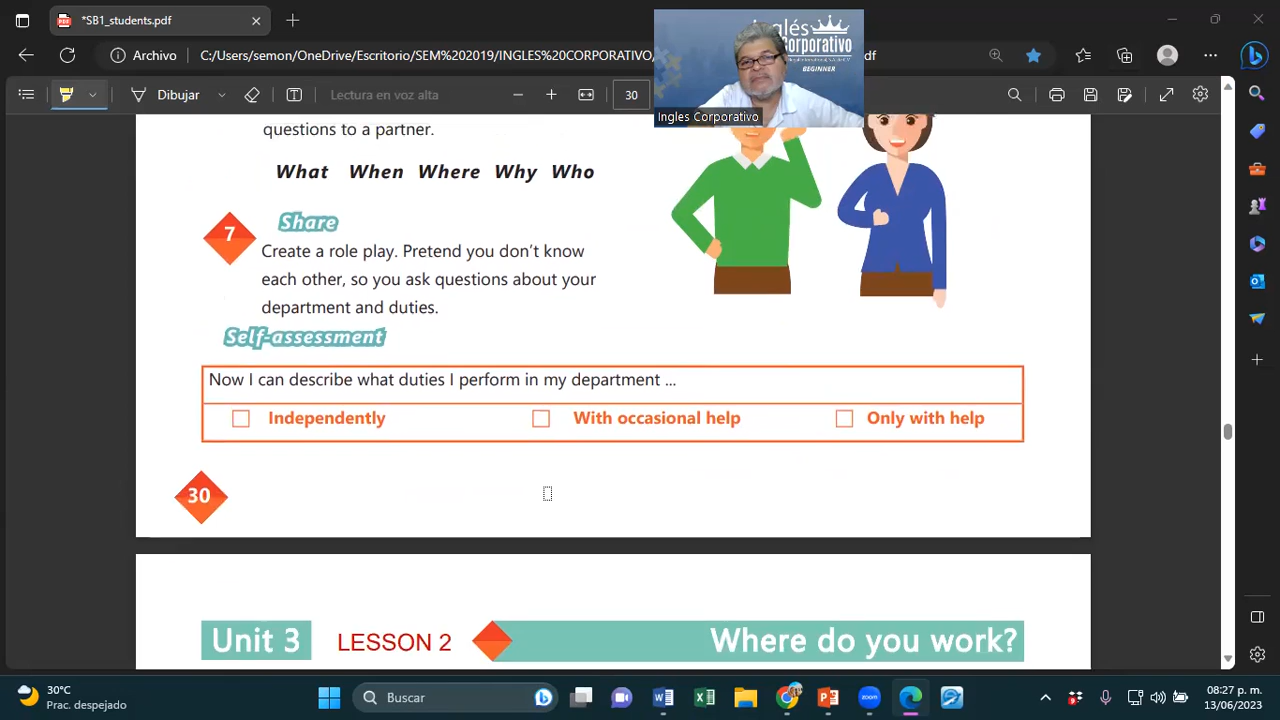 *SB1_students.pdf
Archivo
C:/Users/semon/OneDrive/Escritorio/SEM%202019/INGLES%20CORPORATIVO/
df
Dibujar
Lectura en voz alta
30
Inglés
Corporativo
BEGINNER
Ingles Corporativo
questions to a partner.
What When Where Why Who
7
Share
Create a role play. Pretend you don’t know
each other, so you ask questions about your
department and duties.
Self-assessment
Now I can describe what duties I perform in my department ...
Independently
With occasional help
Only with help
30
Unit 3
LESSON 2
Where do you work?
30°C
Prac. despejado
Buscar
zoom
08:27 p. m.
13/06/2023